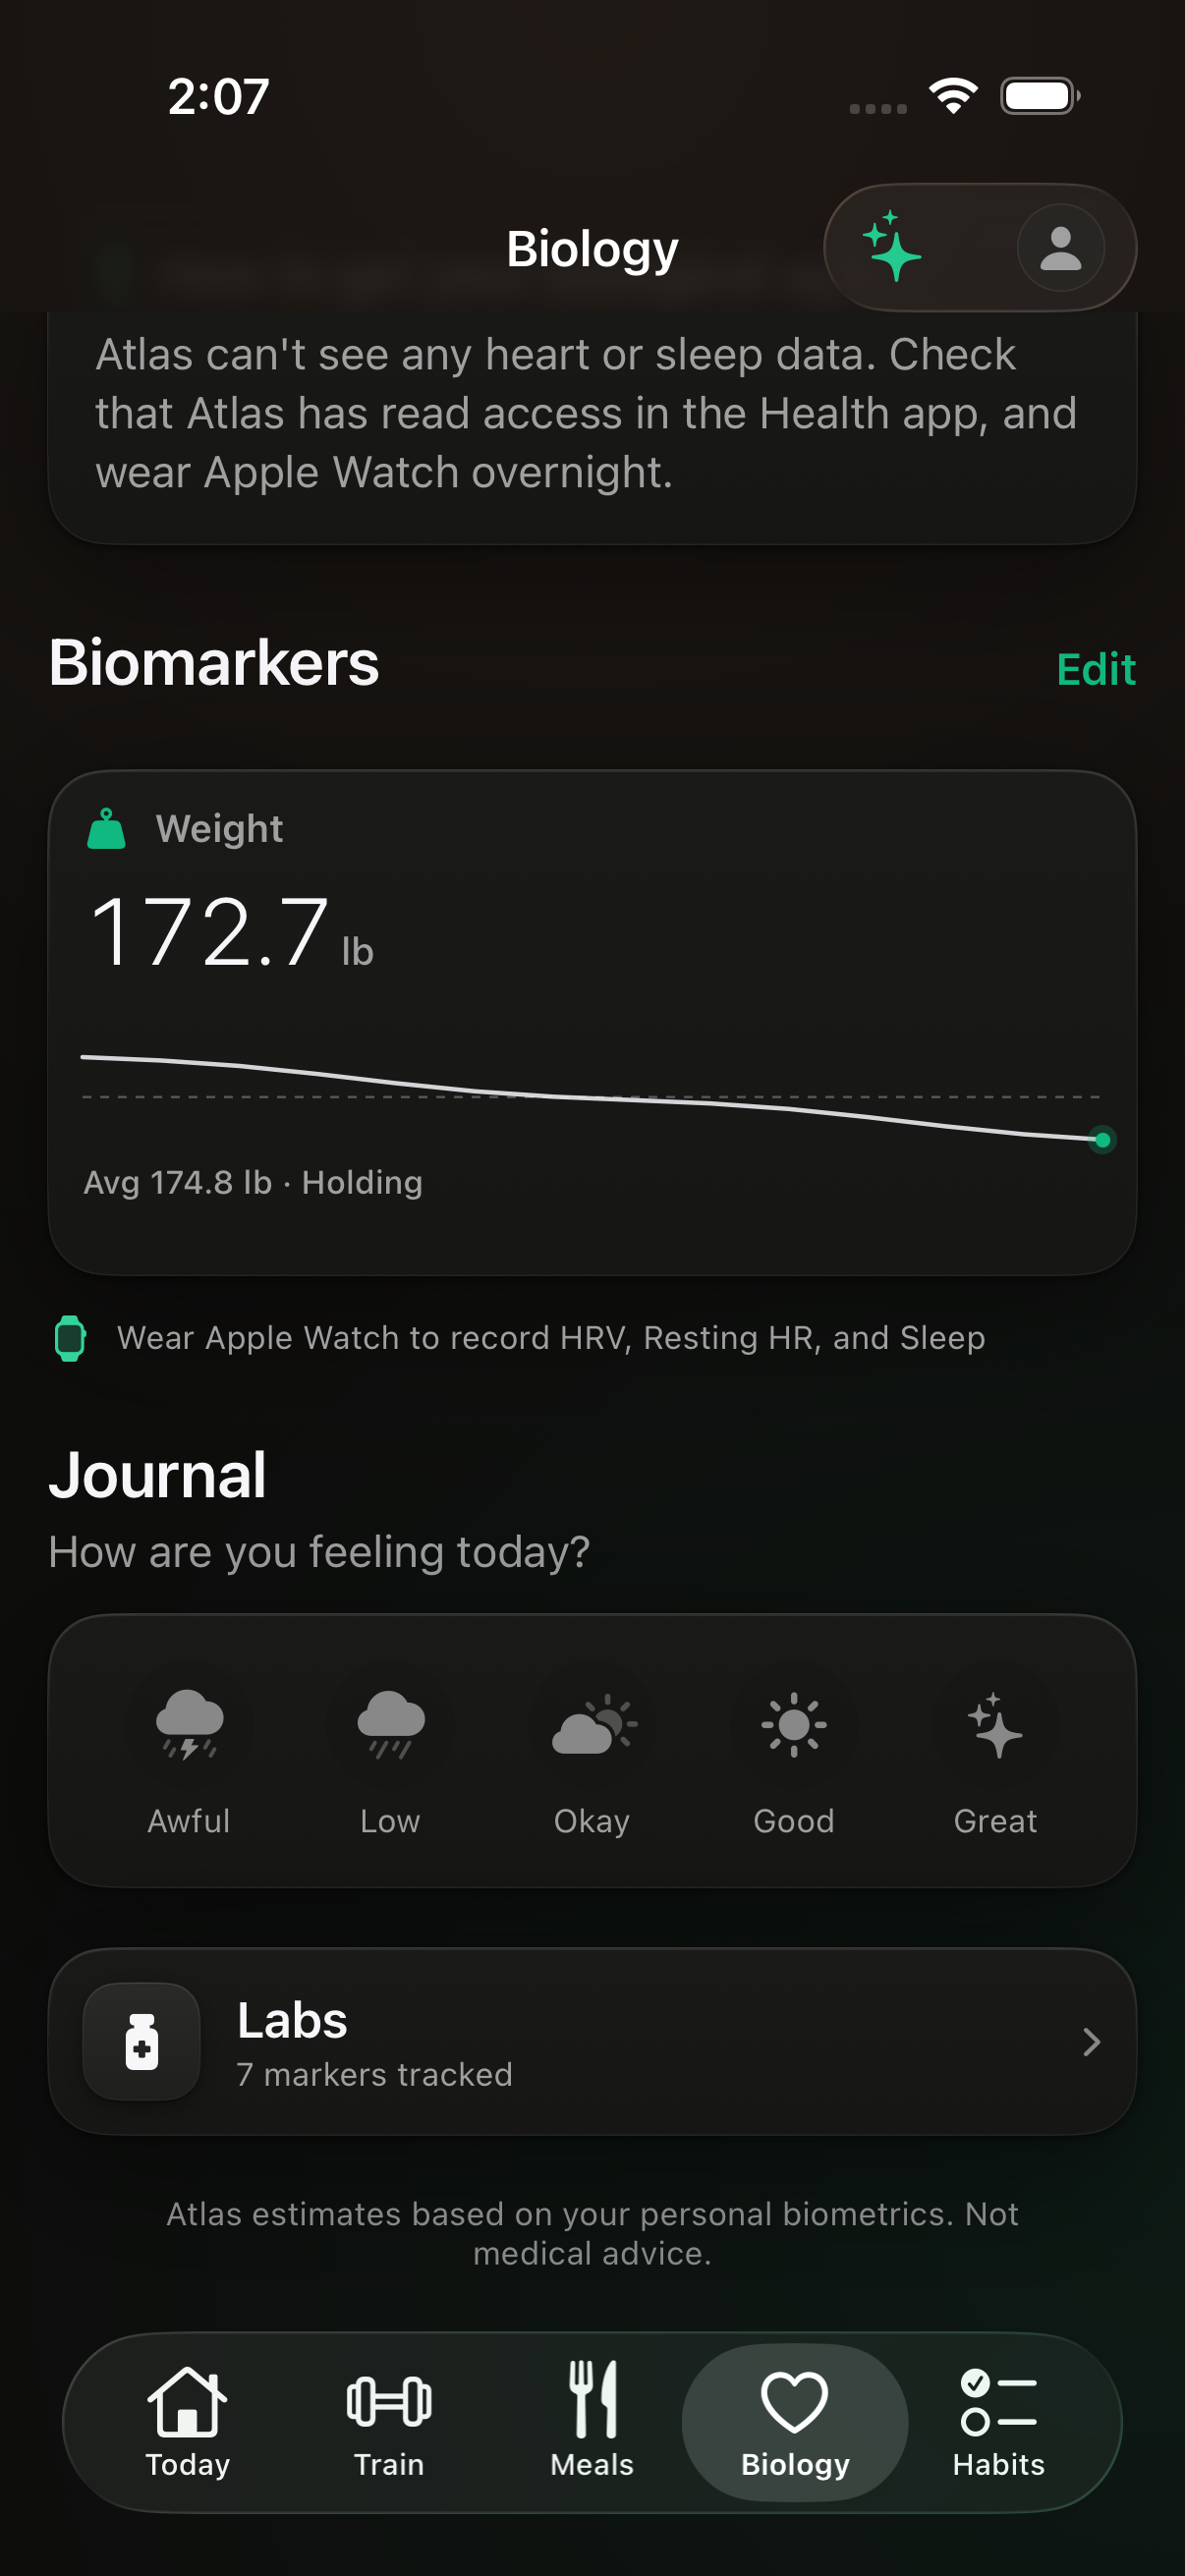 2:07
Biology
Atlas can't see any heart or sleep data. Check
that Atlas has read access in the Health app, and
wear Apple Watch overnight.
Biomarkers
Edit
Weight
172.7 lb
Avg 174.8 lb · Holding
Wear Apple Watch to record HRV, Resting HR, and Sleep
Journal
How are you feeling today?
Awful
Low
Okay
Good
Great
Labs
7 markers tracked
Atlas estimates based on your personal biometrics. Not
medical advice.
Today
Train
Meals
Biology
Habits